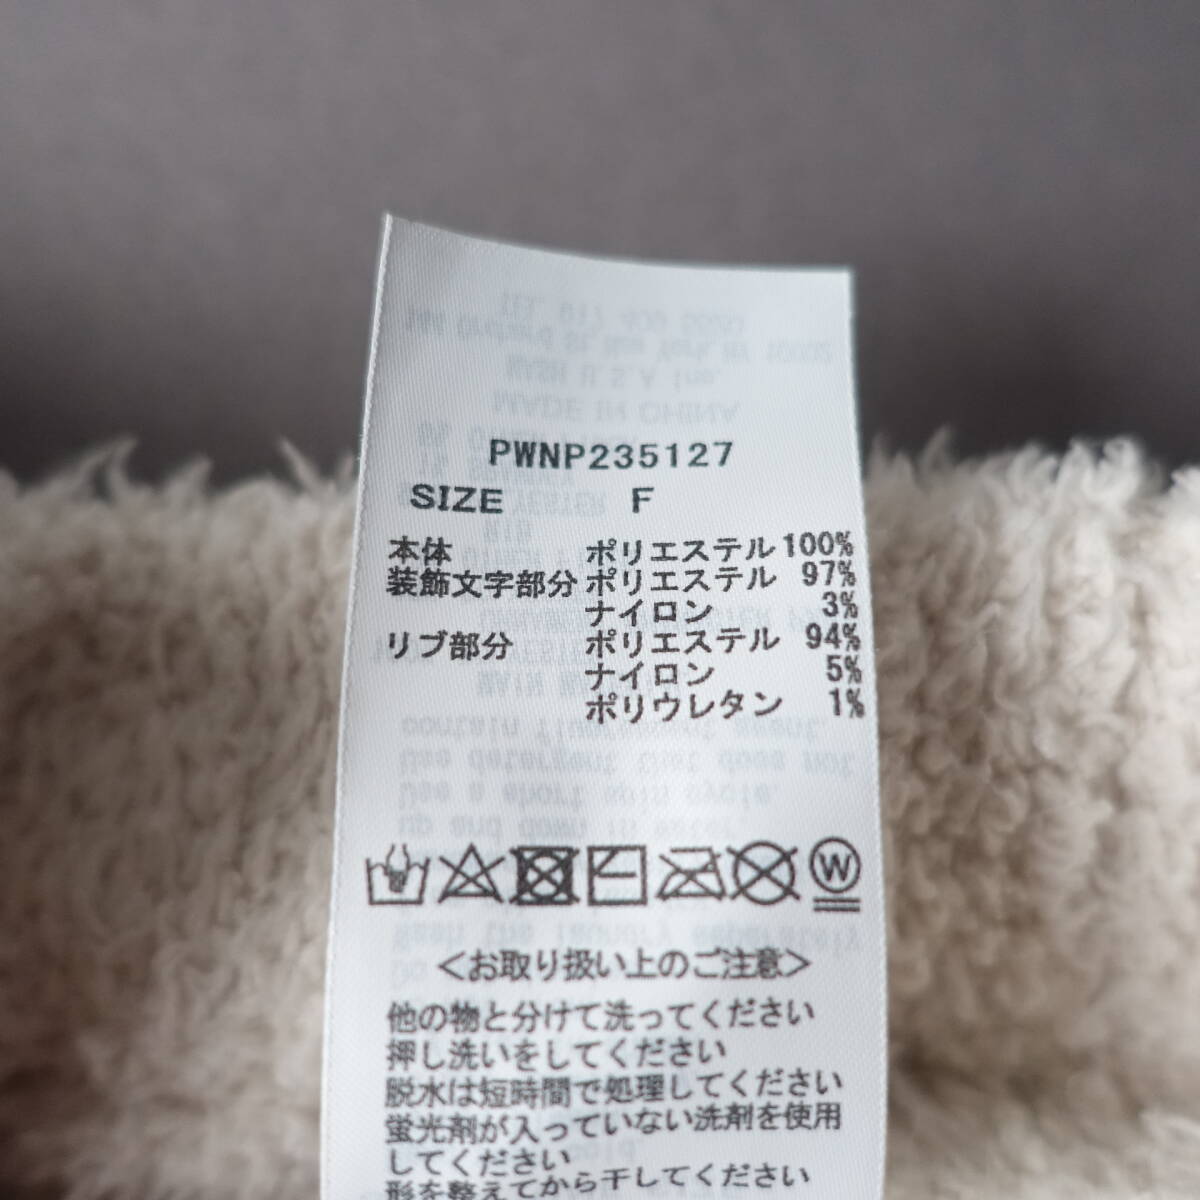 PWNP235127
SIZE F
本体 ポリエステル 100%
装飾文字部分 ポリエステル 97%
ナイロン 3%
リブ部分 ポリエステル 94%
ナイロン 5%
ポリウレタン 1%
W
<お取り扱い上のご注意>
他の物と分けて洗ってください
押し洗いをしてください
脱水は短時間で処理してください
蛍光剤が入っていない洗剤を使用
してください
形を整えてから干してください